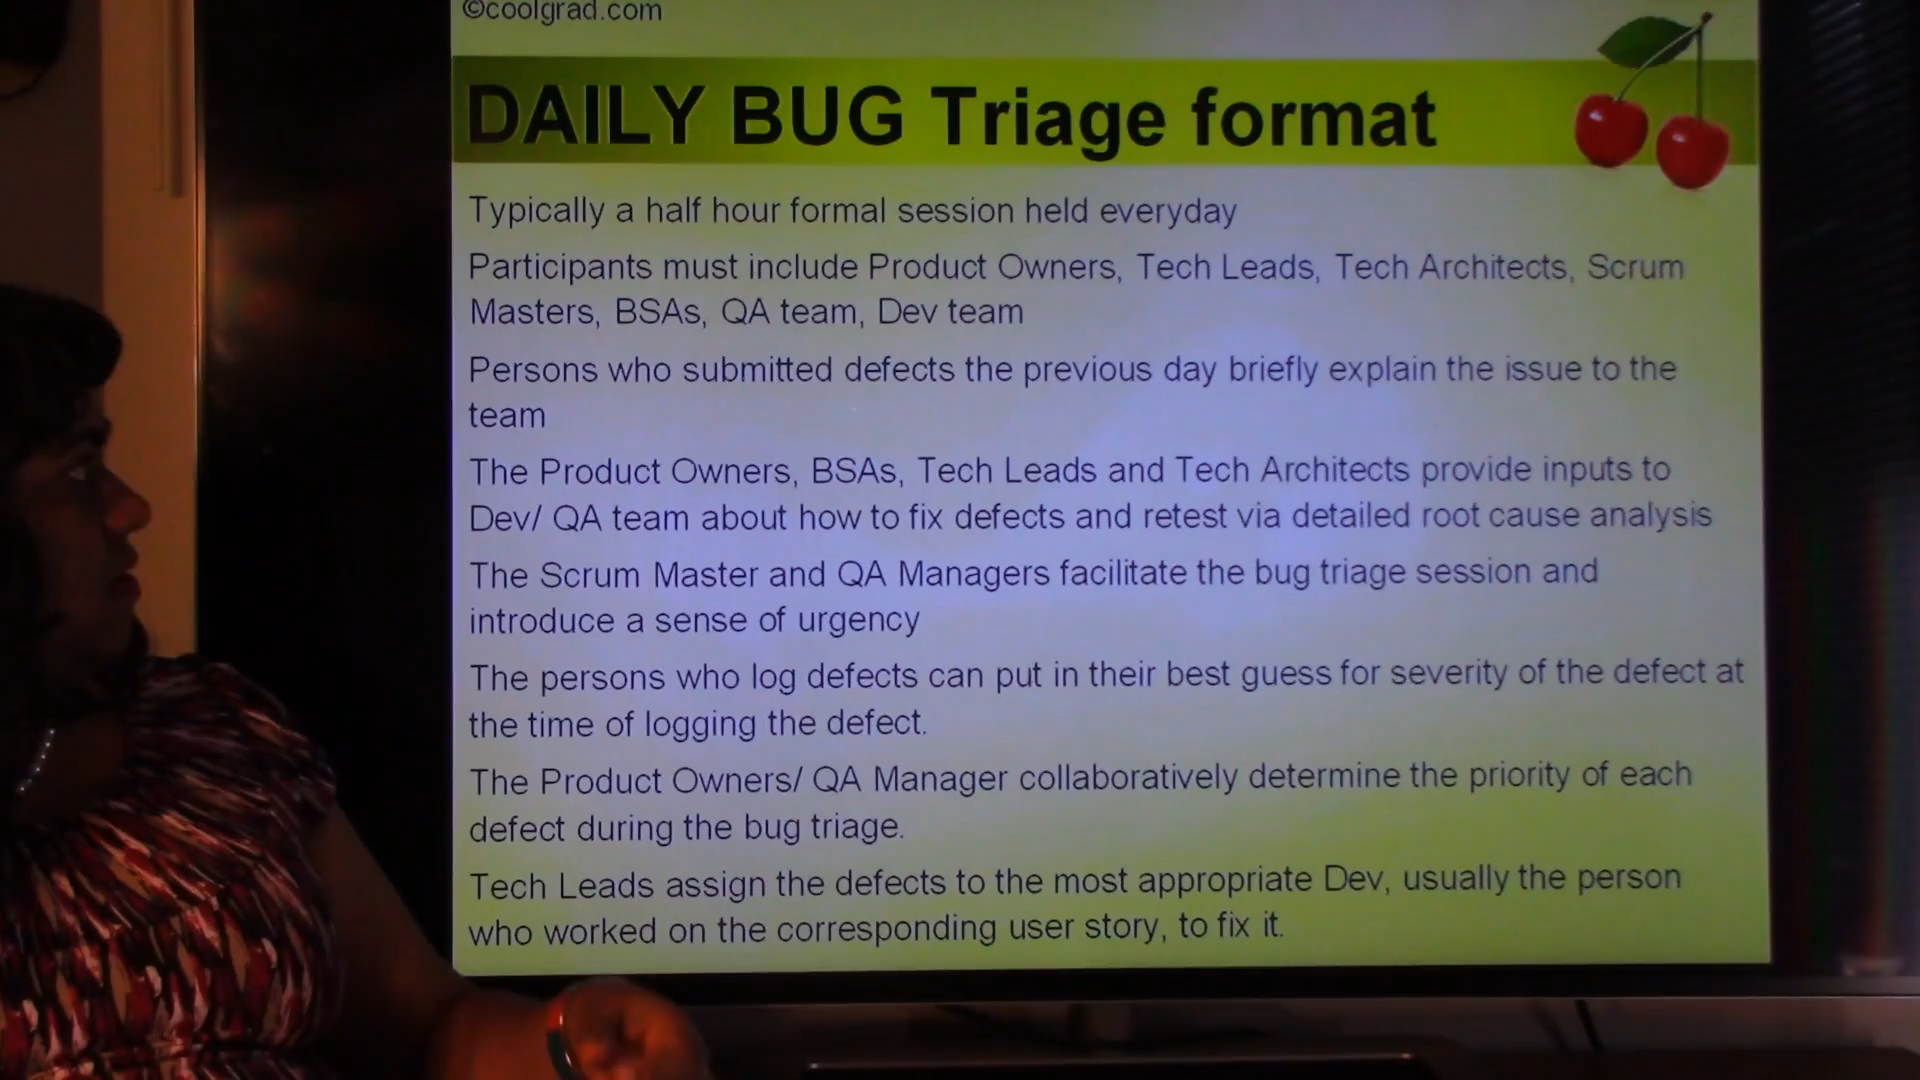 ©coolgrad.com
DAILY BUG Triage format
Typically a half hour formal session held everyday
Participants must include Product Owners, Tech Leads, Tech Architects, Scrum
Masters, BSAs, QA team, Dev team
Persons who submitted defects the previous day briefly explain the issue to the
team
The Product Owners, BSAs, Tech Leads and Tech Architects provide inputs to
Dev/ QA team about how to fix defects and retest via detailed root cause analysis
The Scrum Master and QA Managers facilitate the bug triage session and
introduce a sense of urgency
The persons who log defects can put in their best guess for severity of the defect at
the time of logging the defect.
The Product Owners/ QA Manager collaboratively determine the priority of each
defect during the bug triage.
Tech Leads assign the defects to the most appropriate Dev, usually the person
who worked on the corresponding user story, to fix it.